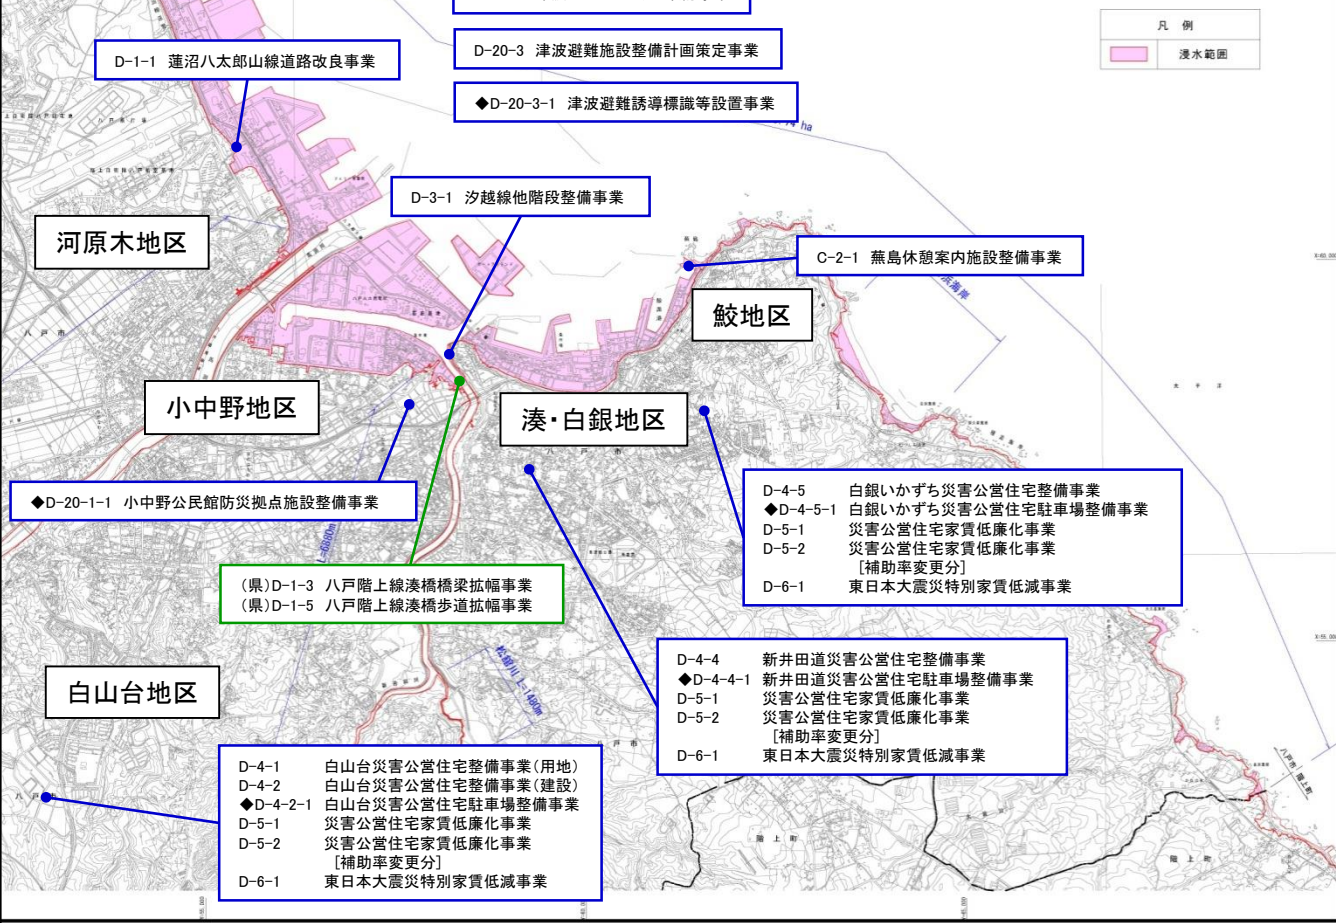 D-20-3 津波避難施設整備計画策定事業
◆D-20-3-1 津波避難誘導標識等設置事業
凡 例
浸水範囲
D-1-1 蓮沼八太郎山線道路改良事業
D-3-1 汐越線他階段整備事業
河原木地区
C-2-1 蕪島休憩案内施設整備事業
鮫地区
小中野地区
湊・白銀地区
八戸市
◆D-20-1-1 小中野公民館防災拠点施設整備事業
L=6880m
D-4-5 白銀いかずち災害公営住宅整備事業
◆D-4-5-1 白銀いかずち災害公営住宅駐車場整備事業
D-5-1 災害公営住宅家賃低廉化事業
D-5-2 災害公営住宅家賃低廉化事業
[補助率変更分]
D-6-1 東日本大震災特別家賃低減事業
(県)D-1-3 八戸階上線湊橋橋梁拡幅事業
(県)D-1-5 八戸階上線湊橋歩道拡幅事業
松舘川 L=1480m
D-4-4 新井田道災害公営住宅整備事業
◆D-4-4-1 新井田道災害公営住宅駐車場整備事業
D-5-1 災害公営住宅家賃低廉化事業
D-5-2 災害公営住宅家賃低廉化事業
[補助率変更分]
D-6-1 東日本大震災特別家賃低減事業
白山台地区
D-4-1 白山台災害公営住宅整備事業(用地)
D-4-2 白山台災害公営住宅整備事業(建設)
◆D-4-2-1 白山台災害公営住宅駐車場整備事業
D-5-1 災害公営住宅家賃低廉化事業
D-5-2 災害公営住宅家賃低廉化事業
[補助率変更分]
D-6-1 東日本大震災特別家賃低減事業
八戸市 階上町
階上町
階上町